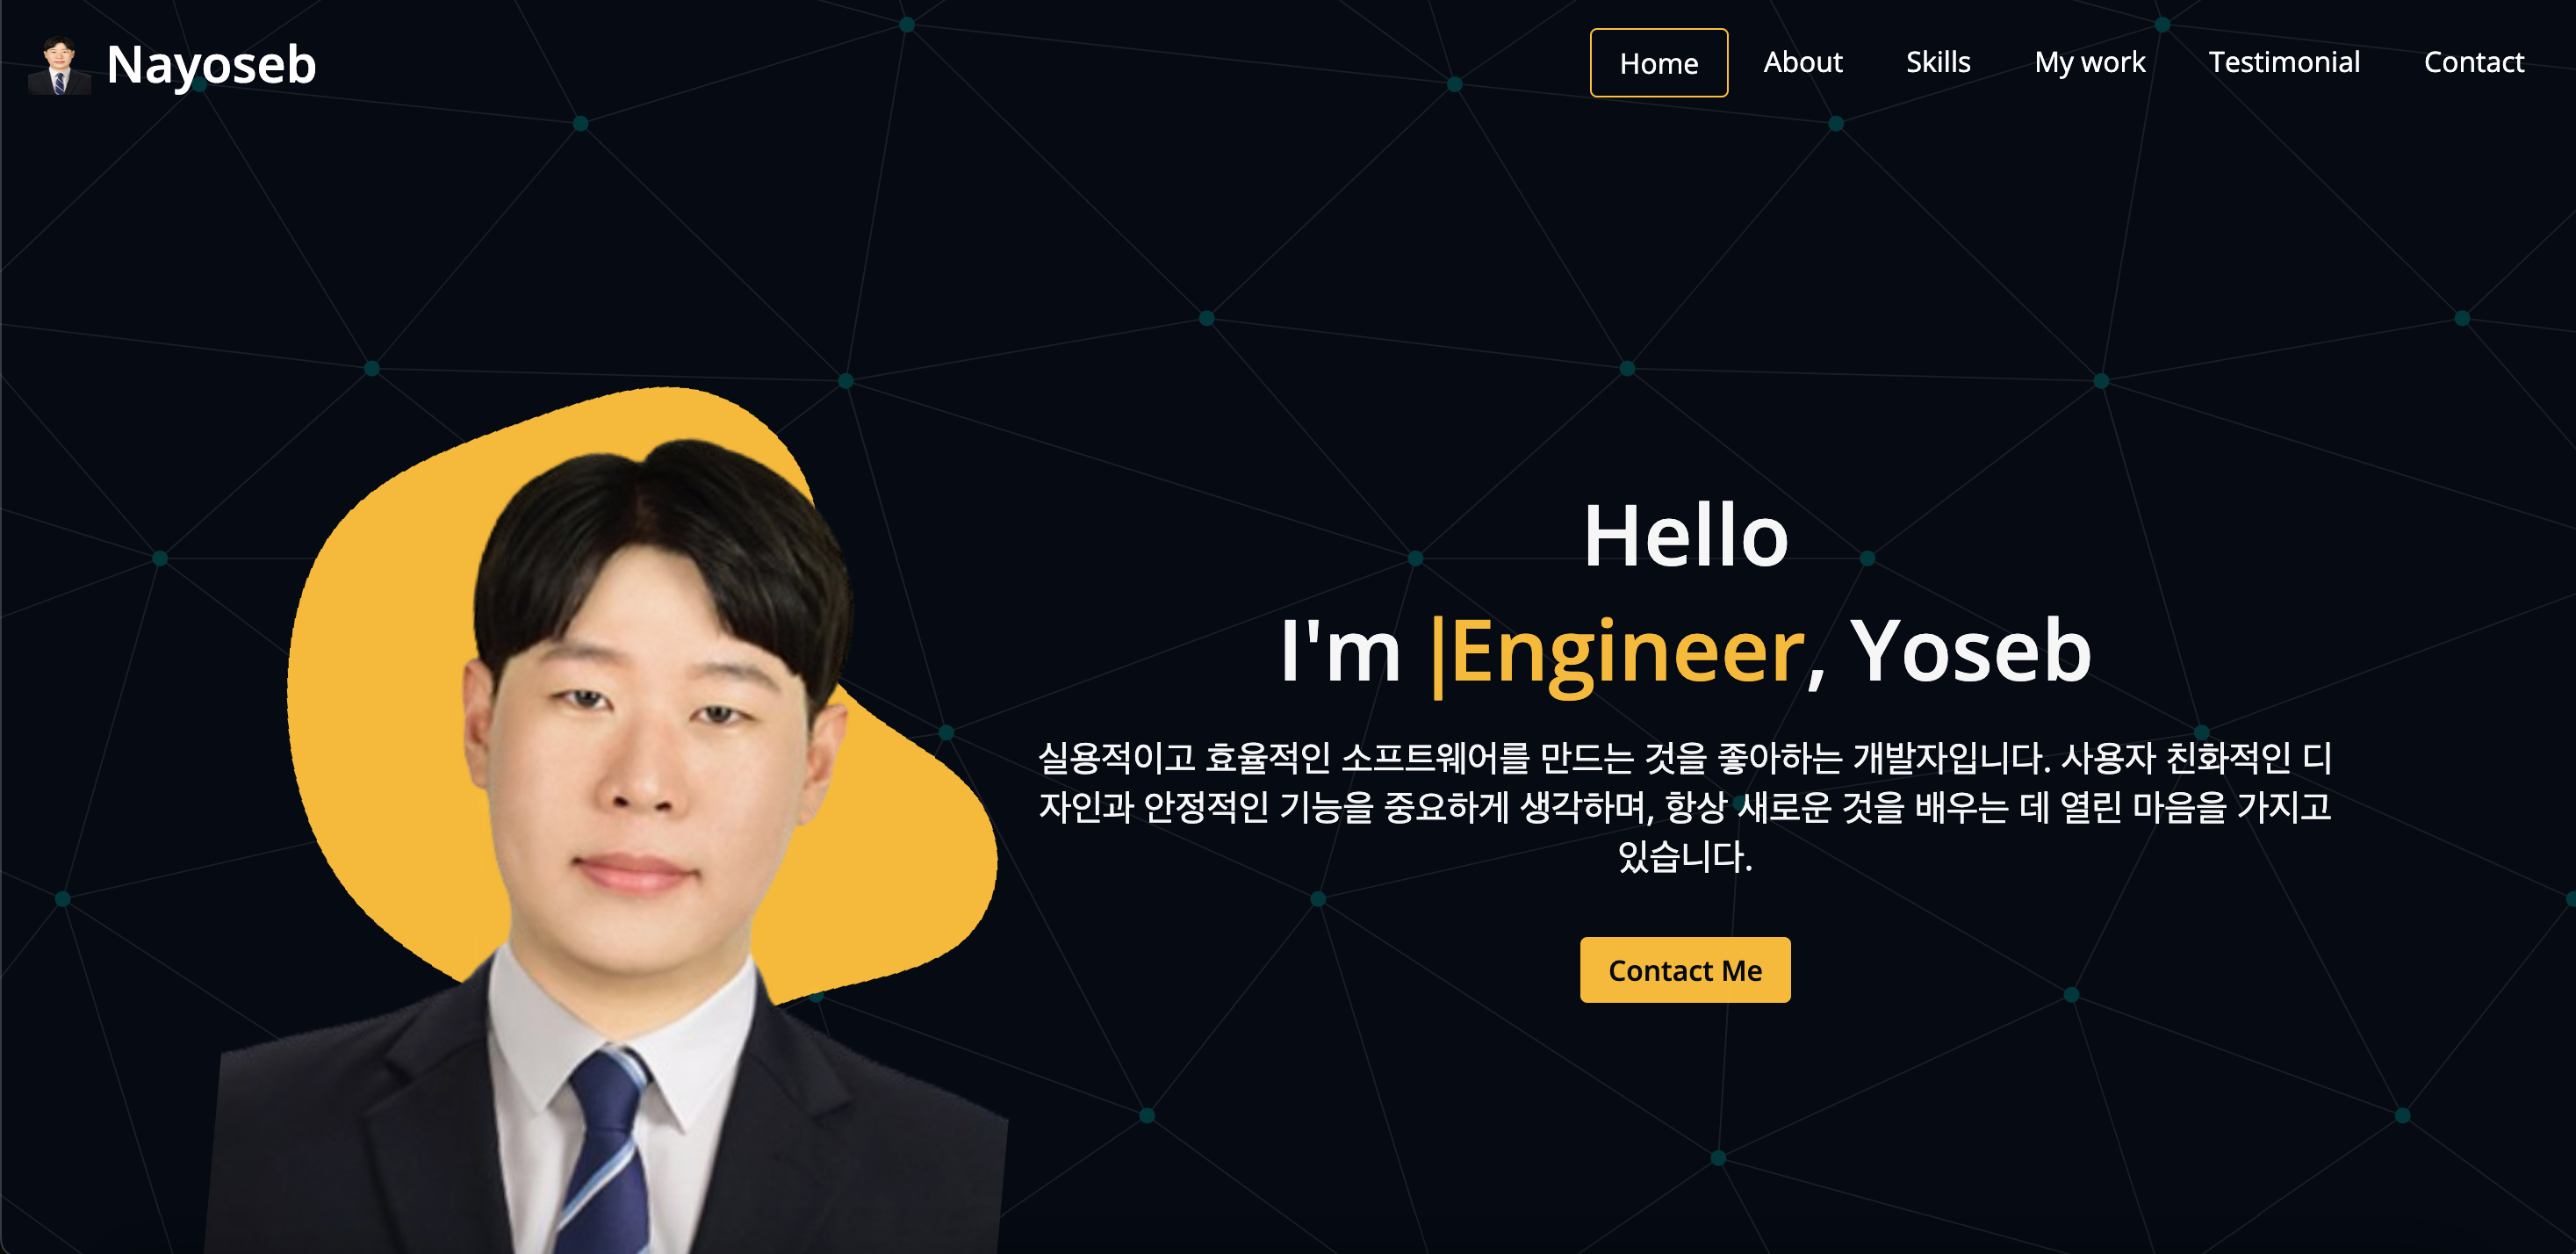 Nayoseb
Home About Skills My work Testimonial Contact
Hello
I'm |Engineer, Yoseb
실용적이고 효율적인 소프트웨어를 만드는 것을 좋아하는 개발자입니다. 사용자 친화적인 디
자인과 안정적인 기능을 중요하게 생각하며, 항상 새로운 것을 배우는 데 열린 마음을 가지고
있습니다.
Contact Me